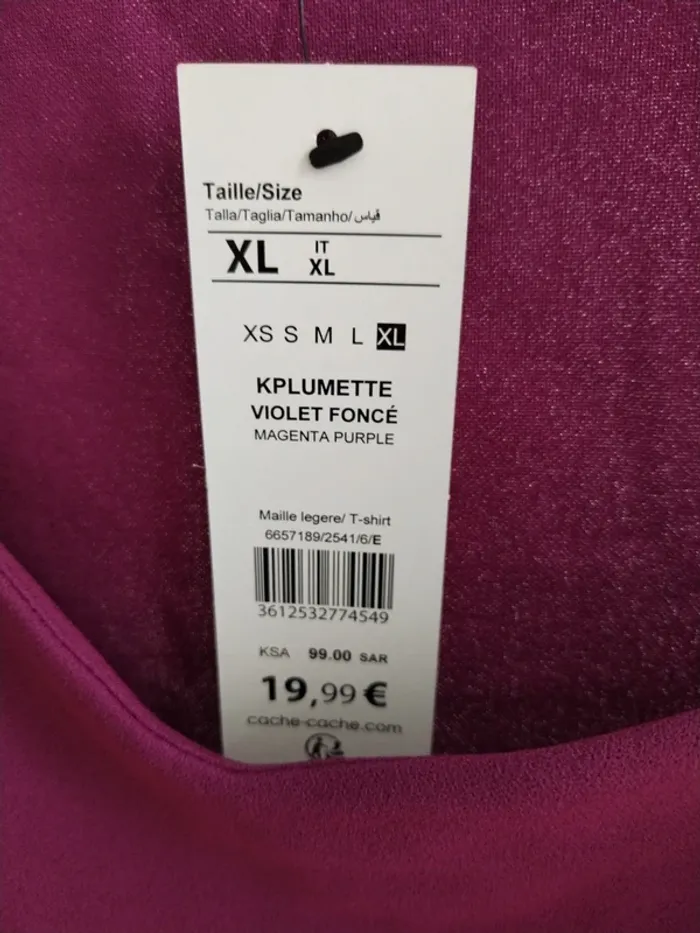 Taille/Size
Talla/Taglia/Tamanho/قياس
XL IT XL
XS S M L XL
KPLUMETTE
VIOLET FONCÉ
MAGENTA PURPLE
Maille legere/ T-shirt
6657189/2541/6/E
3612532774549
KSA 99.00 SAR
19,99 €
cache-cache.com